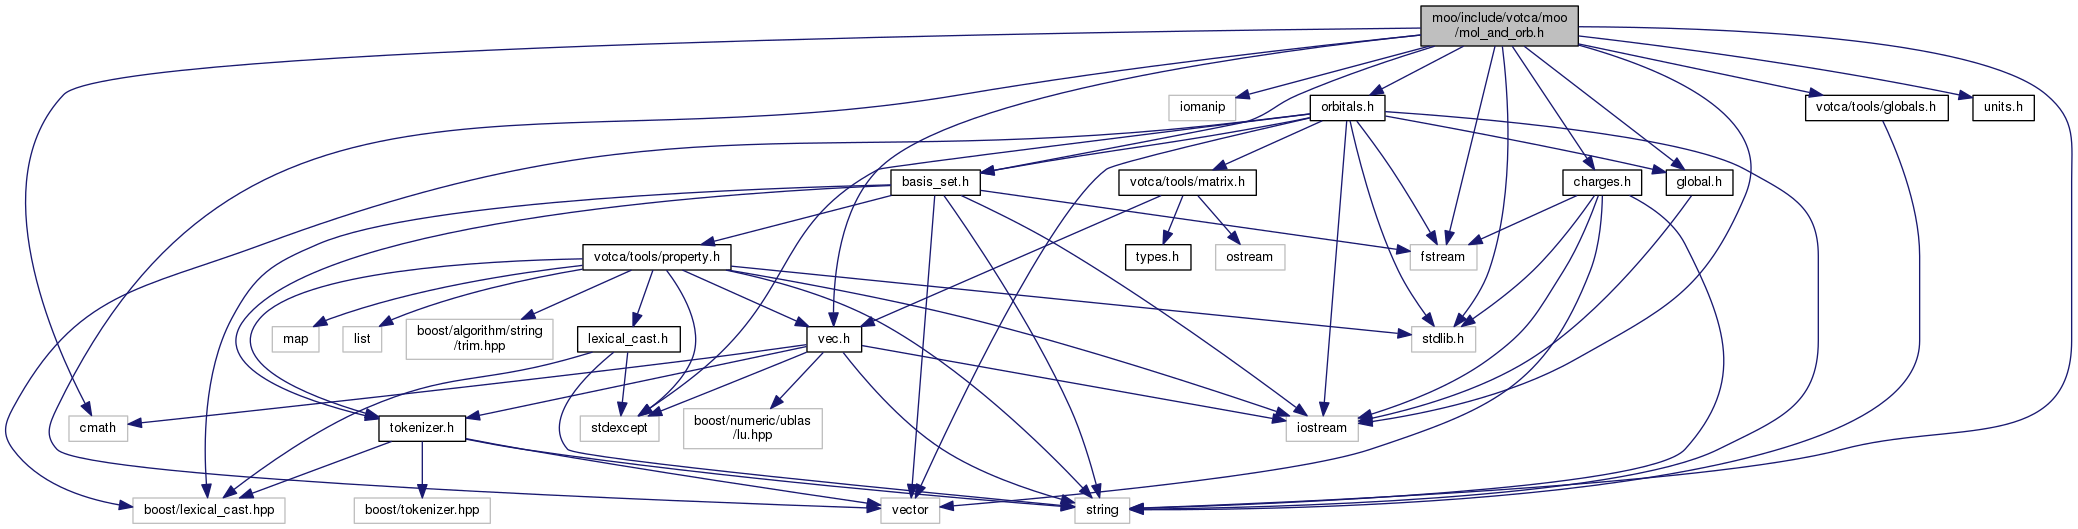 moo/include/votca/moo
/mol_and_orb.h
iomanip
orbitals.h
votca/tools/globals.h
units.h
basis_set.h
votca/tools/matrix.h
charges.h
global.h
votca/tools/property.h
types.h
ostream
fstream
map
list
boost/algorithm/string
/trim.hpp
lexical_cast.h
vec.h
stdlib.h
cmath
tokenizer.h
stdexcept
boost/numeric/ublas
/lu.hpp
iostream
boost/lexical_cast.hpp
boost/tokenizer.hpp
vector
string